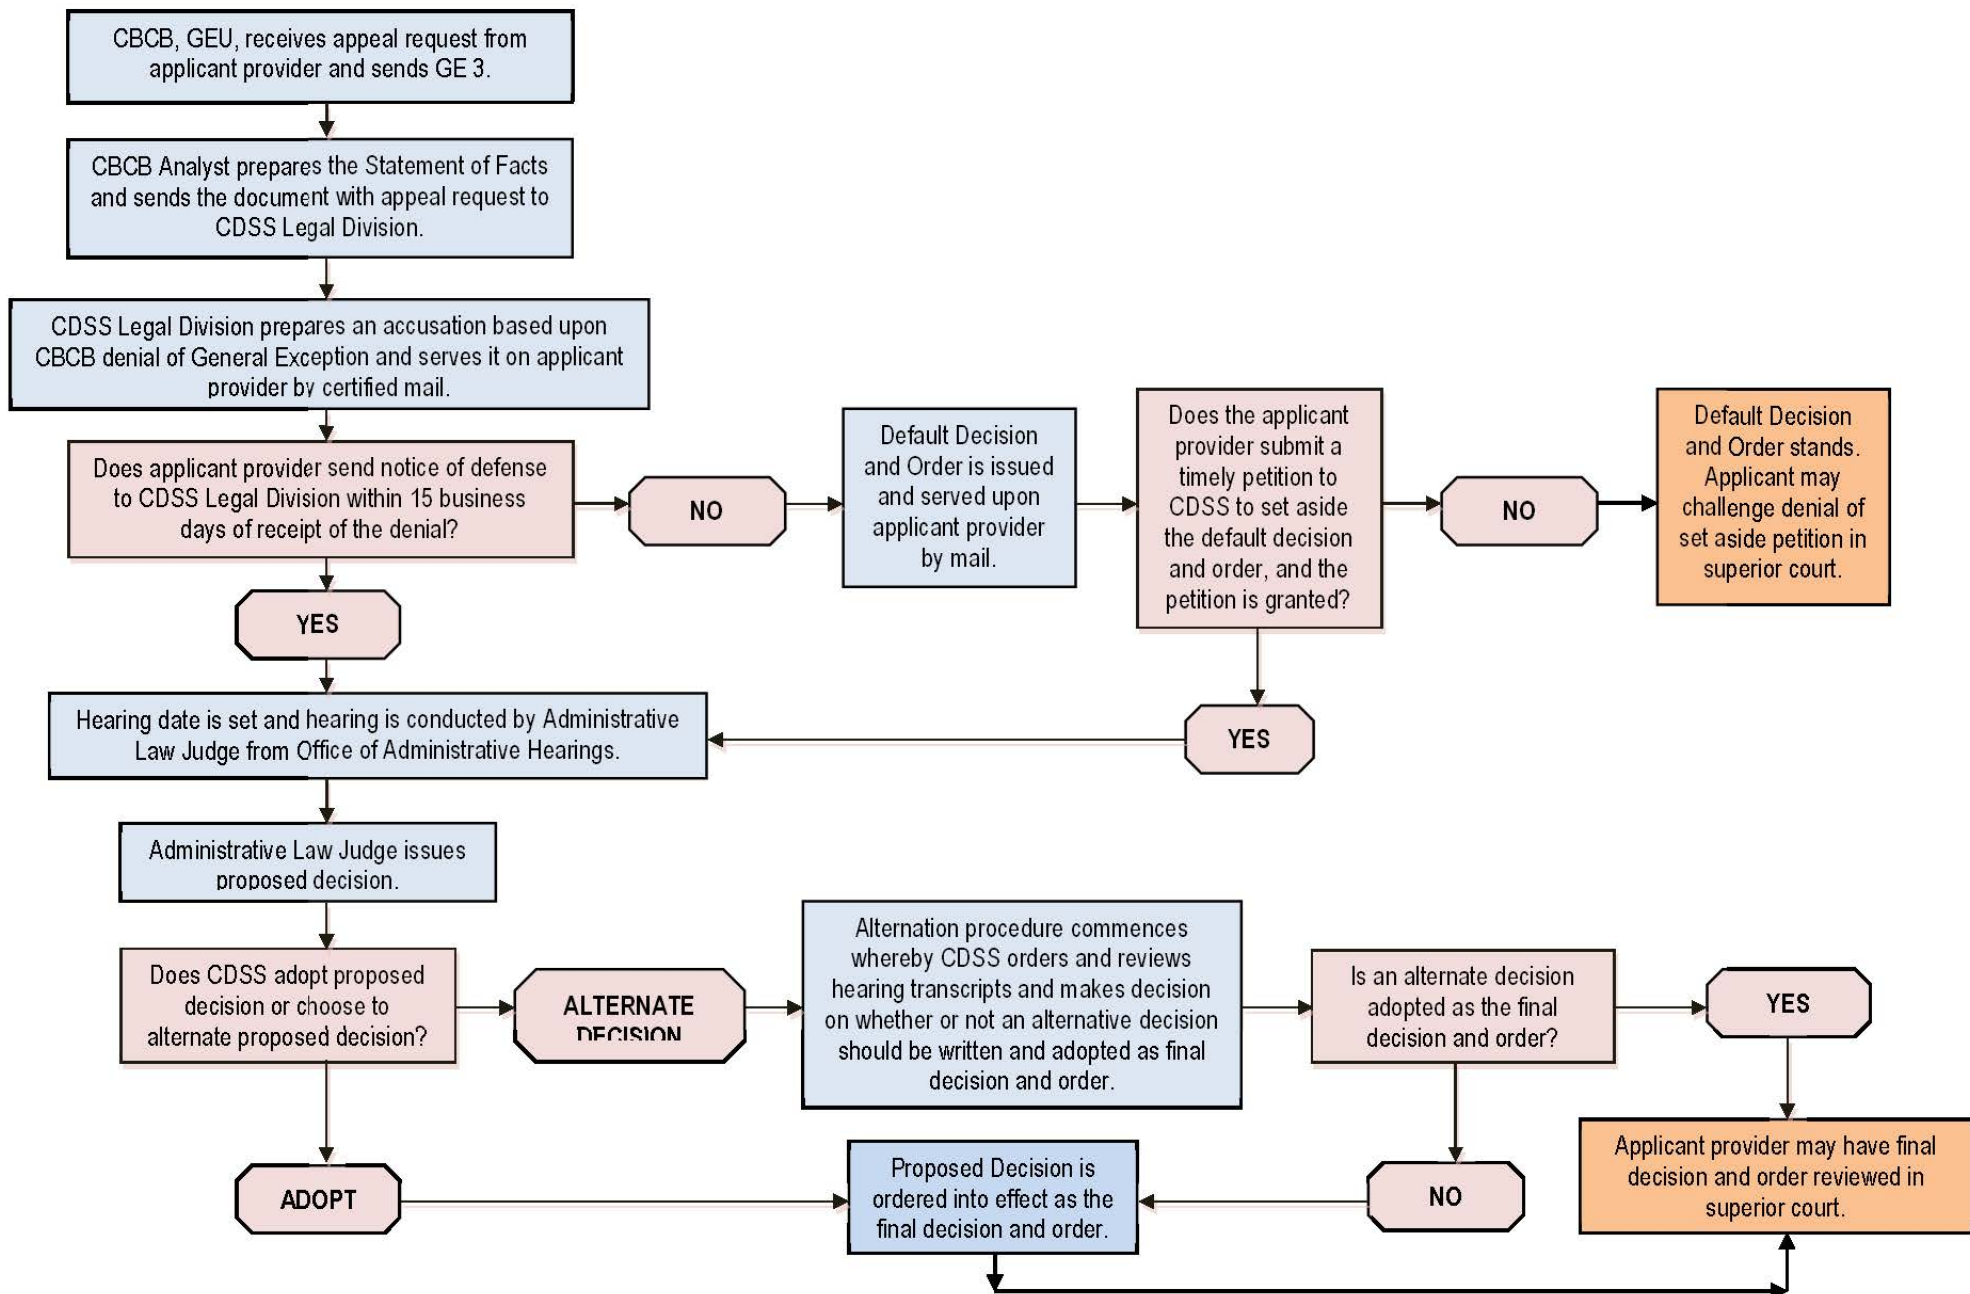 CBCB, GEU, receives appeal request from
applicant provider and sends GE 3.
CBCB Analyst prepares the Statement of Facts
and sends the document with appeal request to
CDSS Legal Division.
CDSS Legal Division prepares an accusation based upon
CBCB denial of General Exception and serves it on applicant
provider by certified mail.
Does applicant provider send notice of defense
to CDSS Legal Division within 15 business
days of receipt of the denial?
NO
Default Decision
and Order is issued
and served upon
applicant provider
by mail.
Does the applicant
provider submit a
timely petition to
CDSS to set aside
the default decision
and order, and the
petition is granted?
NO
Default Decision
and Order stands.
Applicant may
challenge denial of
set aside petition in
superior court.
YES
Hearing date is set and hearing is conducted by Administrative
Law Judge from Office of Administrative Hearings.
YES
Administrative Law Judge issues
proposed decision.
Does CDSS adopt proposed
decision or choose to
alternate proposed decision?
ALTERNATE
DECISION
Alternation procedure commences
whereby CDSS orders and reviews
hearing transcripts and makes decision
on whether or not an alternative decision
should be written and adopted as final
decision and order.
Is an alternate decision
adopted as the final
decision and order?
YES
ADOPT
Proposed Decision is
ordered into effect as the
final decision and order.
NO
Applicant provider may have final
decision and order reviewed in
superior court.